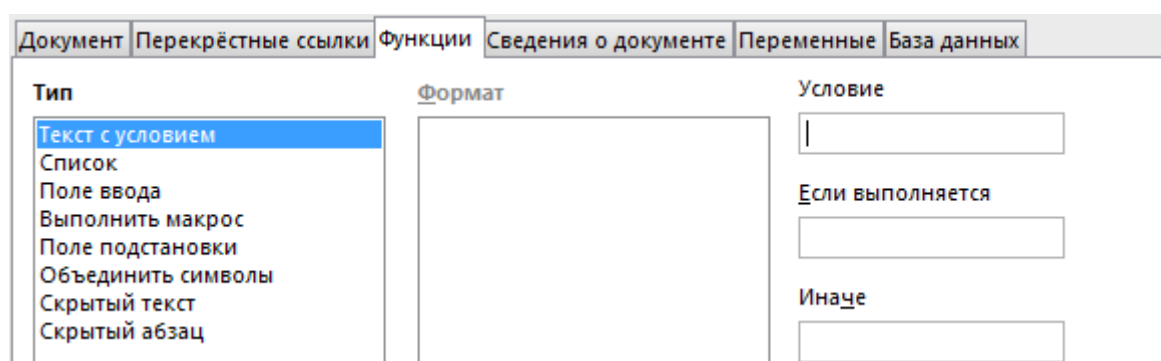 Документ Перекрёстные ссылки Функции Сведения о документе Переменные База данных
Тип
Формат
Условие
Текст с условием
Список
Поле ввода
Выполнить макрос
Поле подстановки
Объединить символы
Скрытый текст
Скрытый абзац
Если выполняется
Иначе